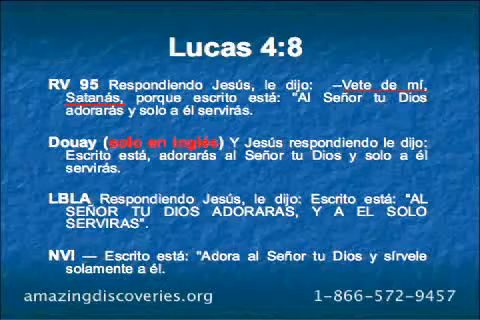 Lucas 4:8
RV 95 Respondiendo Jesús, le dijo: –Vete de mí,
Satanás, porque escrito está: "Al Señor tu Dios
adorarás y solo a él servirás.
Douay (solo en inglés) Y Jesús respondiendo le dijo:
Escrito está, adorarás al Señor tu Dios y solo a él
servirás.
LBLA Respondiendo Jesús, le dijo: Escrito está: "AL
SEÑOR TU DIOS ADORARAS, Y A EL SOLO
SERVIRAS".
NVI — Escrito está: "Adora al Señor tu Dios y sírvele
solamente a él.
amazingdiscoveries.org 1-866-572-9457